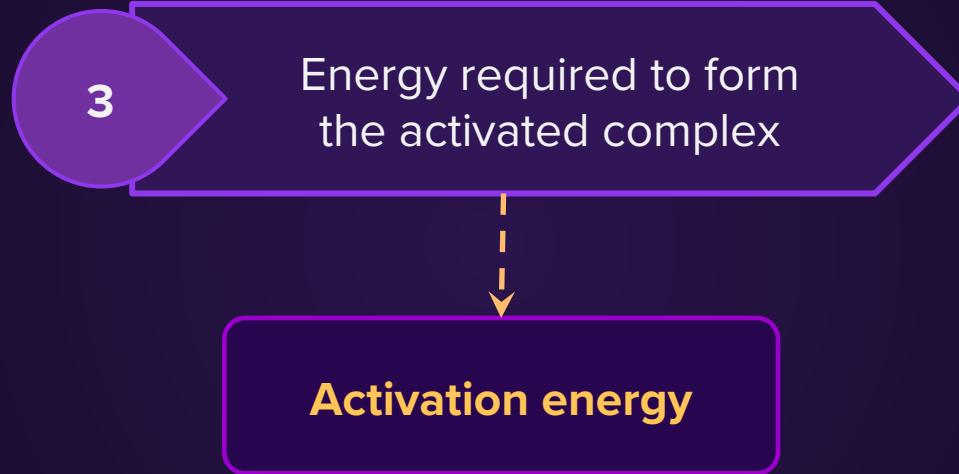 3
Energy required to form
the activated complex
Activation energy